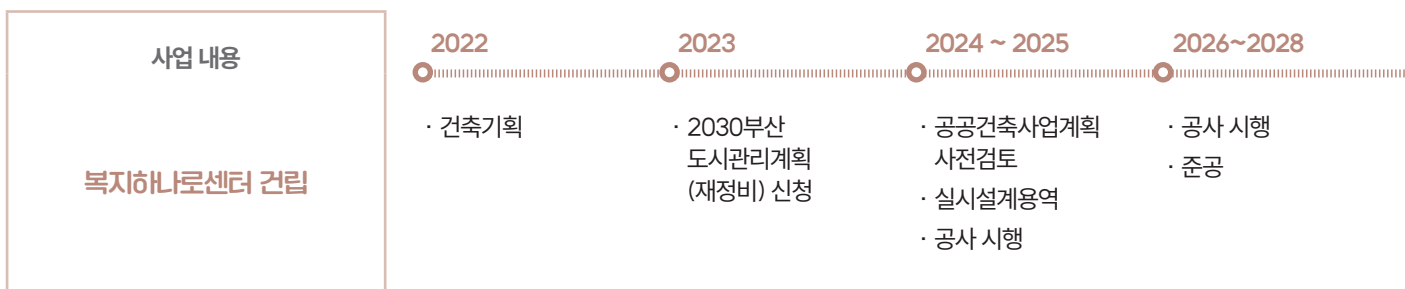 사업 내용
복지하나로센터 건립
2022
· 건축기획
2023
· 2030부산
도시관리계획
(재정비) 신청
2024 ~ 2025
· 공공건축사업계획
사전검토
· 실시설계용역
· 공사 시행
2026~2028
· 공사 시행
· 준공